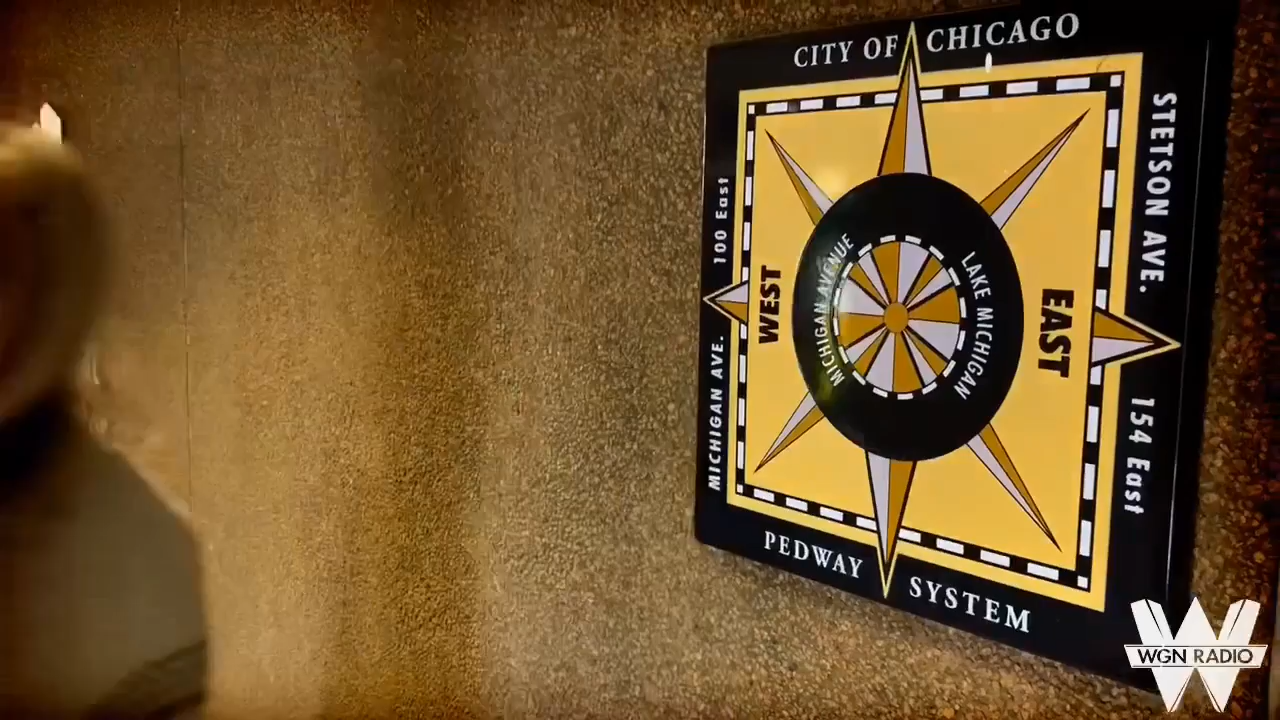 CITY OF CHICAGO
STETSON AVE.
154 East
100 East
MICHIGAN AVE.
WEST
EAST
MICHIGAN AVENUE
LAKE MICHIGAN
PEDWAY SYSTEM
WGN RADIO